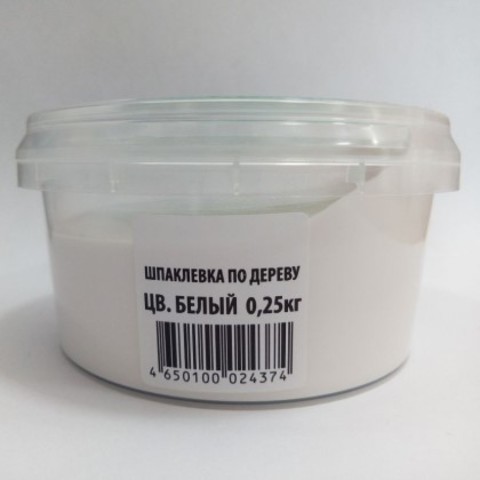 ШПАКЛЕВКА ПО ДЕРЕВУ
ЦВ. БЕЛЫЙ 0,25кг
4 650100 024374